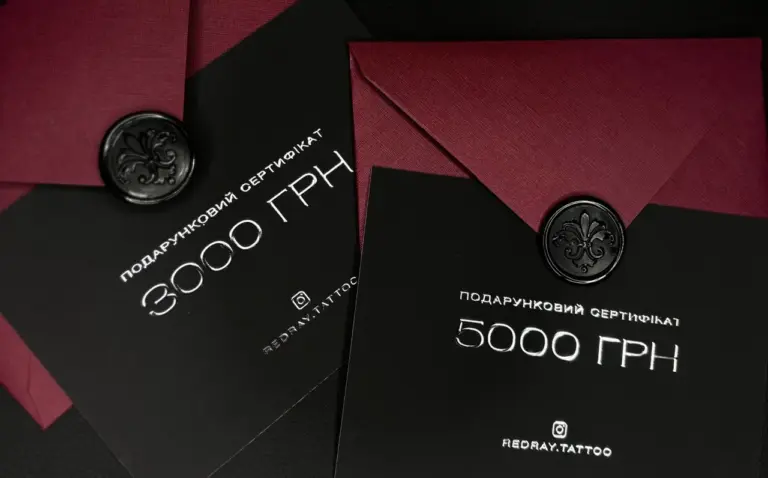 ПОДАРУНКОВИЙ СЕРТИФІКАТ
3000 ГРН
REDRAY.TATTOO
ПОДАРУНКОВИЙ СЕРТИФІКАТ
5000 ГРН
REDRAY.TATTOO